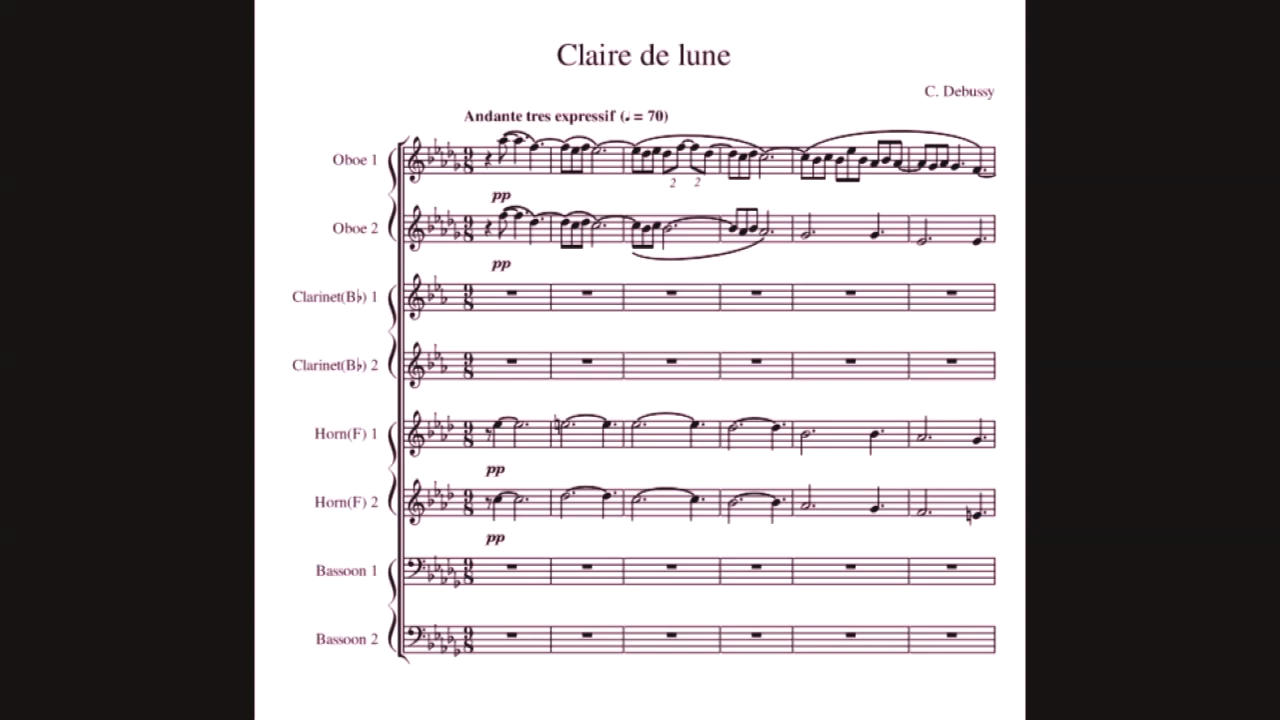 Claire de lune
C. Debussy
Andante tres expressif (♩. = 70)
Oboe 1
pp
2 2
Oboe 2
pp
Clarinet(B♭) 1
Clarinet(B♭) 2
Horn(F) 1
pp
Horn(F) 2
pp
Bassoon 1
Bassoon 2